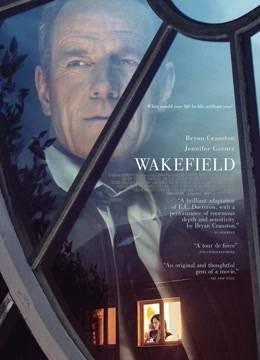 What would your life be like without you?
Bryan Cranston
Jennifer Garner
WAKEFIELD
"A brilliant adaptation
of E.L. Doctorow, with a
performance of enormous
depth and sensitivity
by Bryan Cranston."
"A tour de force"
"An original and thoughtful
gem of a movie."